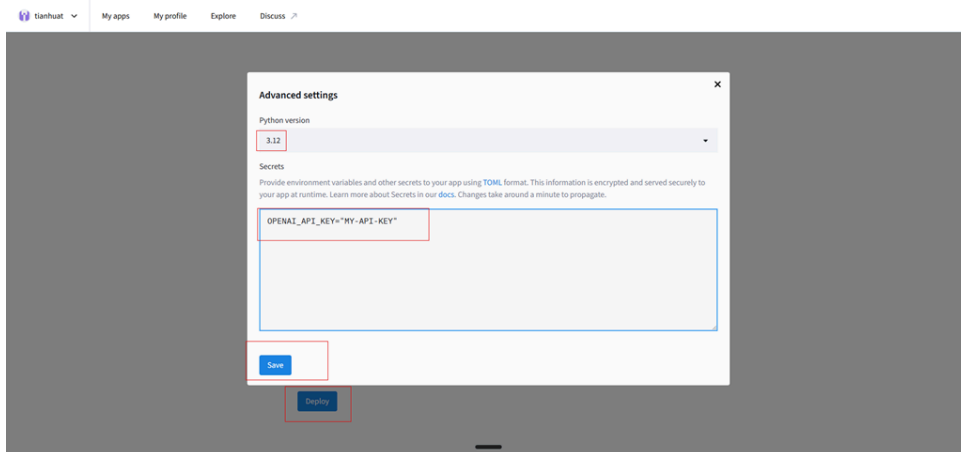 tianhuat My apps My profile Explore Discuss
Advanced settings
Python version
3.12
Secrets
Provide environment variables and other secrets to your app using TOML format. This information is encrypted and served securely to
your app at runtime. Learn more about Secrets in our docs. Changes take around a minute to propagate.
OPENAI_API_KEY="MY-API-KEY"
Save
Deploy